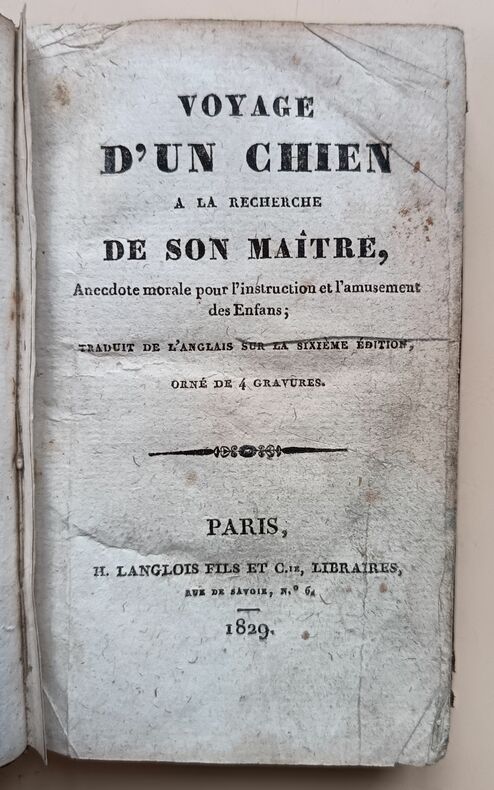 VOYAGE
D'UN CHIEN
A LA RECHERCHE
DE SON MAÎTRE,
Anecdote morale pour l'instruction et l'amusement
des Enfans;
TRADUIT DE L'ANGLAIS SUR LA SIXIÈME ÉDITION,
ORNÉ DE 4 GRAVURES.
PARIS,
H. LANGLOIS FILS ET C.IE, LIBRAIRES,
RUE DE SAVOIE, N.º 6.
1829.